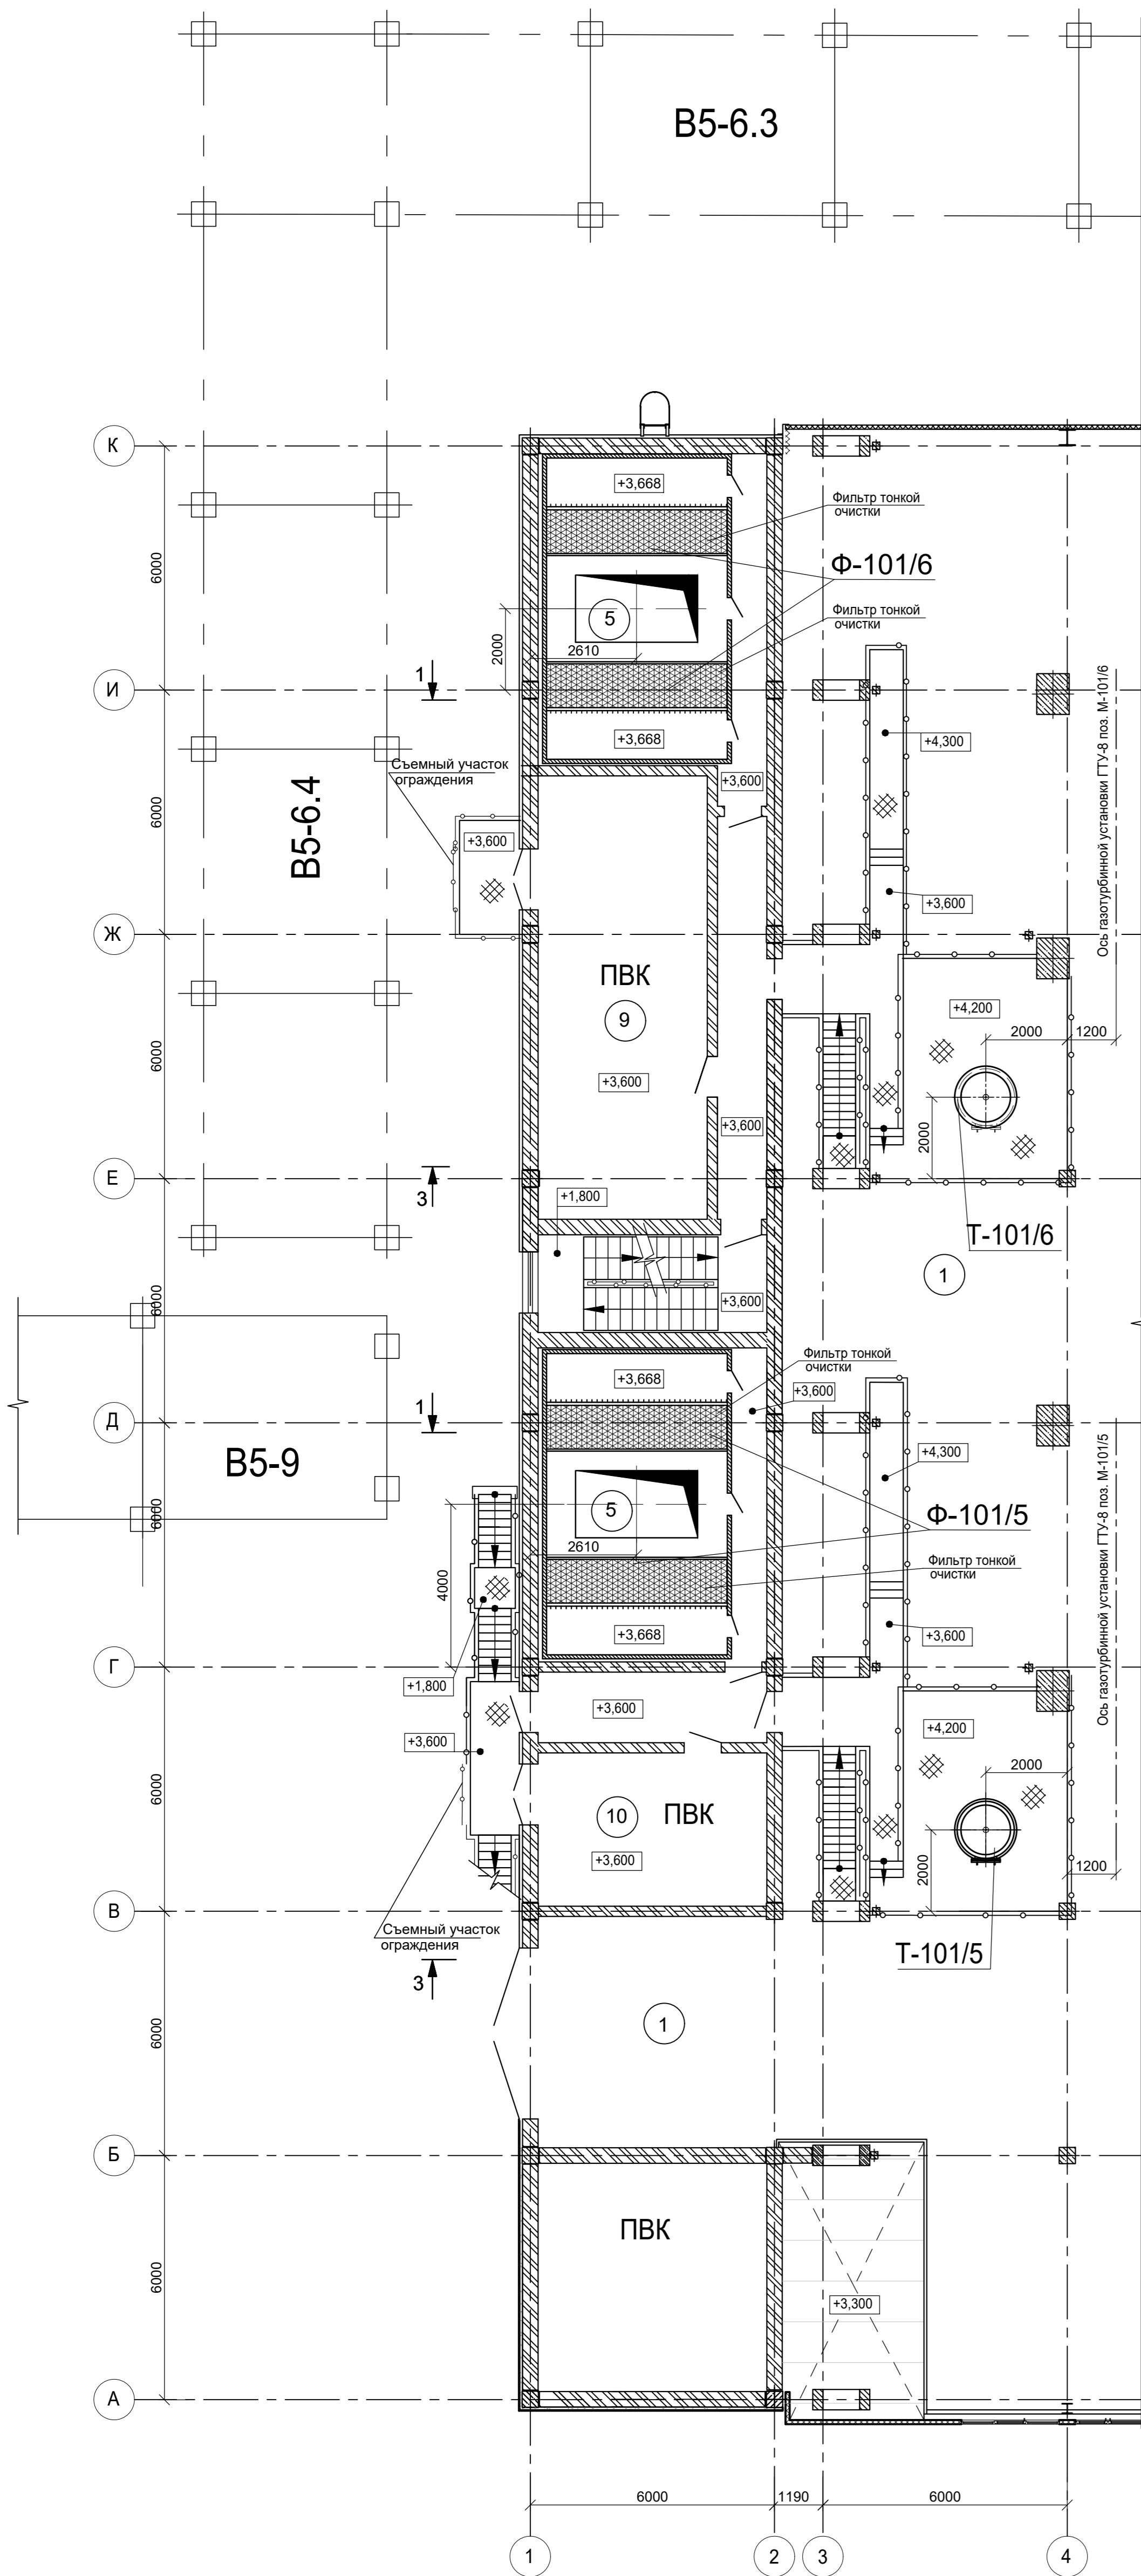 В5-6.3
К
+3,668
Фильтр тонкой
очистки
6000
Ф-101/6
5
Фильтр тонкой
очистки
2000
2610
1
И
Ось газотурбинной установки ГТУ-8 поз. М-101/6
+3,668
+4,300
Съемный участок
ограждения
+3,600
6000
В5-6.4
+3,600
+3,600
Ж
ПВК
9
+4,200
2000
1200
6000
+3,600
2000
+3,600
Е
3
+1,800
Т-101/6
1
6000
+3,600
Фильтр тонкой
очистки
+3,668
+3,600
1
Д
Ось газотурбинной установки ГТУ-8 поз. М-101/5
+4,300
В5-9
5
Ф-101/5
6000
2610
Фильтр тонкой
очистки
4000
+3,668
+3,600
Г
+1,800
+3,600
+4,200
+3,600
2000
6000
10
ПВК
+3,600
2000
1200
В
Съемный участок
ограждения
Т-101/5
3
1
6000
Б
ПВК
6000
+3,300
А
6000
1190
6000
1
2
3
4